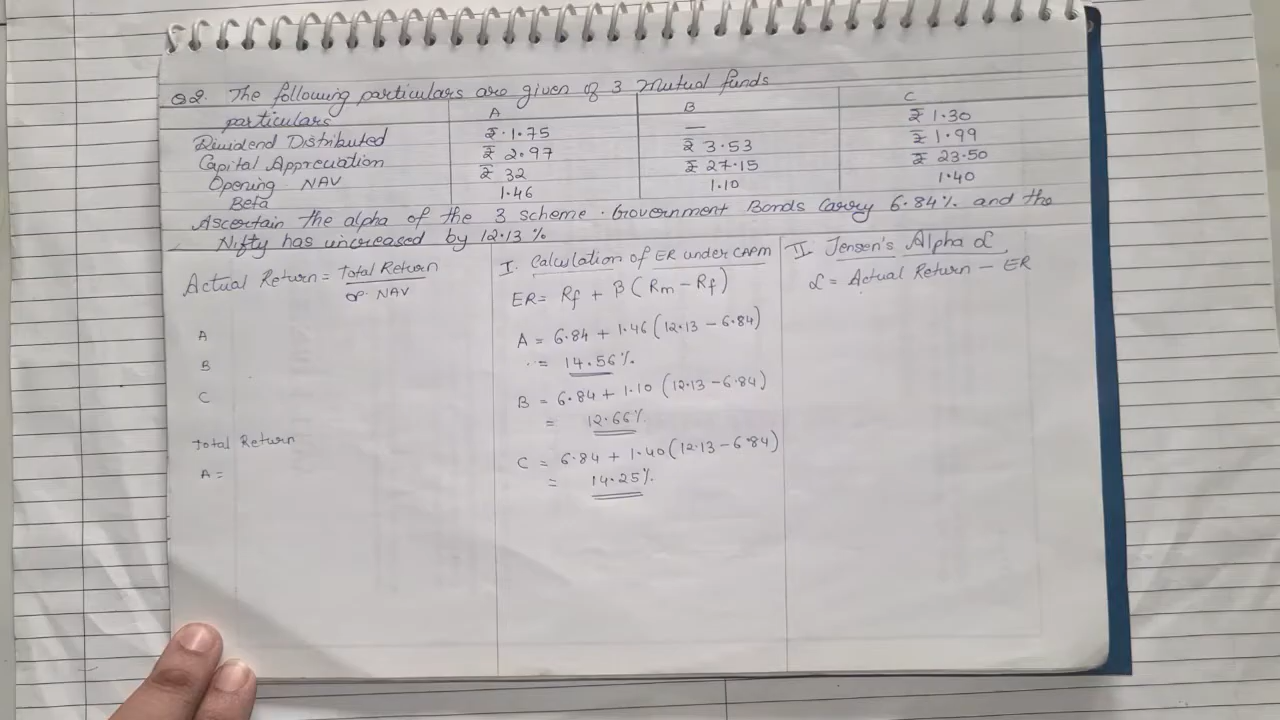 Q2. The following particulars are given of 3 mutual funds
particulars A B C
Dividend Distributed ₹ 1.75 — ₹ 1.30
Capital Appreciation ₹ 2.97 ₹ 3.53 ₹ 1.99
Opening NAV ₹ 32 ₹ 27.15 ₹ 23.50
Beta 1.46 1.10 1.40
Ascertain the alpha of the 3 scheme. Government Bonds carry 6.84% and the
Nifty has increased by 12.13%
Actual Return = Total Return
OP. NAV
A
B
C
Total Return
A =
I. Calculation of ER under CAPM
ER = Rf + β (Rm – Rf)
A = 6.84 + 1.46 (12.13 – 6.84)
= 14.56%
B = 6.84 + 1.10 (12.13 – 6.84)
= 12.66%
C = 6.84 + 1.40 (12.13 – 6.84)
= 14.25%
II. Jensen's Alpha α
α = Actual Return – ER